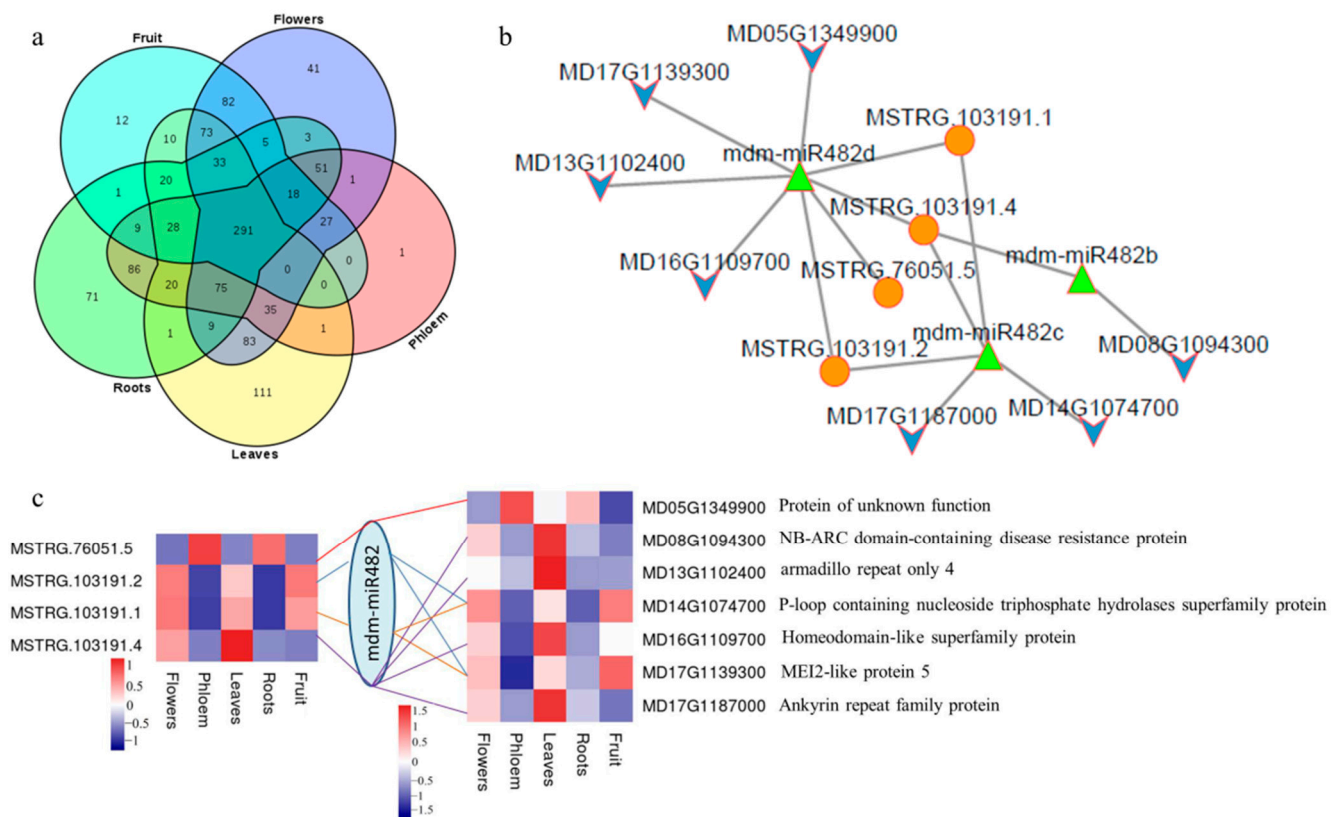 a
Flowers
Fruit
41
82
12
10
73
5
3
33
51
20
1
1
18
9
28
291
27
1
86
0
0
20
75
0
71
35
1
9
1
83
111
Phloem
Roots
Leaves
b
MD05G1349900
MD17G1139300
MSTRG.103191.1
mdm-miR482d
MD13G1102400
MSTRG.103191.4
mdm-miR482b
MD16G1109700
MSTRG.76051.5
mdm-miR482c
MSTRG.103191.2
MD08G1094300
MD17G1187000
MD14G1074700
c
MSTRG.76051.5
MSTRG.103191.2
MSTRG.103191.1
MSTRG.103191.4
1
0.5
0
-0.5
-1
Flowers
Phloem
Leaves
Roots
Fruit
mdm-miR482
MD05G1349900 Protein of unknown function
MD08G1094300 NB-ARC domain-containing disease resistance protein
MD13G1102400 armadillo repeat only 4
MD14G1074700 P-loop containing nucleoside triphosphate hydrolases superfamily protein
MD16G1109700 Homeodomain-like superfamily protein
MD17G1139300 MEI2-like protein 5
MD17G1187000 Ankyrin repeat family protein
1.5
1
0.5
0
-0.5
-1
-1.5
Flowers
Phloem
Leaves
Roots
Fruit